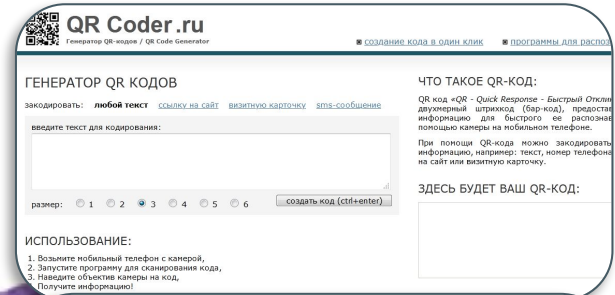 QR Coder.ru
Генератор QR-кодов / QR Code Generator
создание кода в один клик программы для распоз
ГЕНЕРАТОР QR КОДОВ
закодировать: любой текст ссылку на сайт визитную карточку sms-сообщение
введите текст для кодирования:
размер: 1 2 3 4 5 6 создать код (ctrl+enter)
ИСПОЛЬЗОВАНИЕ:
1. Возьмите мобильный телефон с камерой,
2. Запустите программу для сканирования кода,
3. Наведите объектив камеры на код,
Получите информацию!
ЧТО ТАКОЕ QR-КОД:
QR код «QR - Quick Response - Быстрый Откли
двухмерный штрихкод (бар-код), предостав
информацию для быстрого ее распознав
помощью камеры на мобильном телефоне.
При помощи QR-кода можно закодировать
информацию, например: текст, номер телефона
на сайт или визитную карточку.
ЗДЕСЬ БУДЕТ ВАШ QR-КОД: